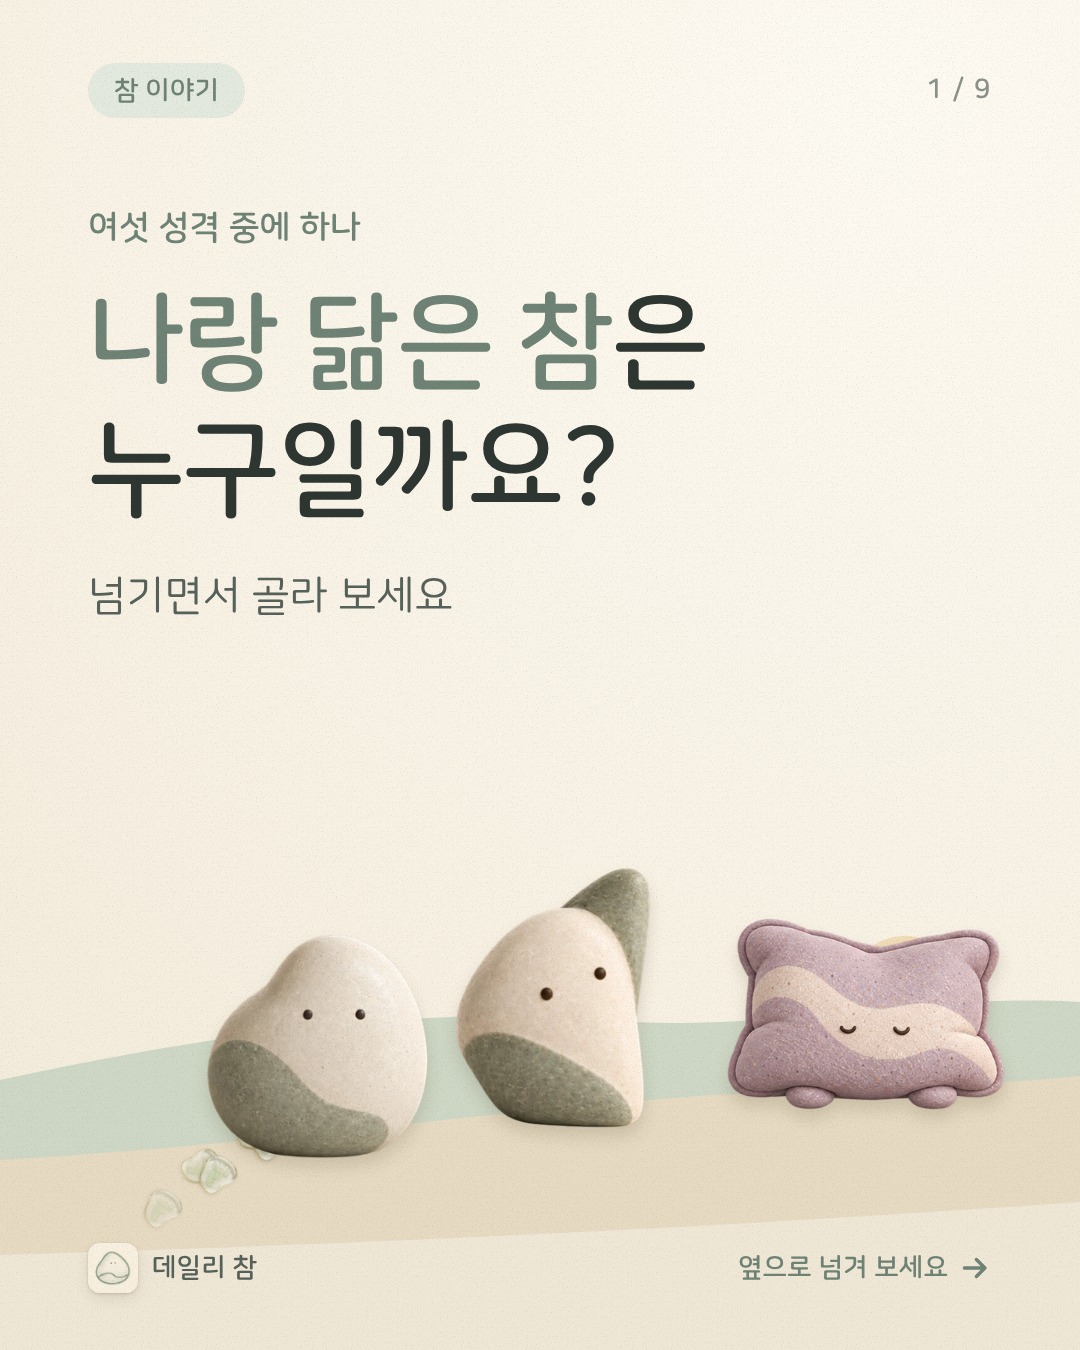 참 이야기
1 / 9
여섯 성격 중에 하나
나랑 닮은 참은
누구일까요?
넘기면서 골라 보세요
데일리 참
옆으로 넘겨 보세요 →